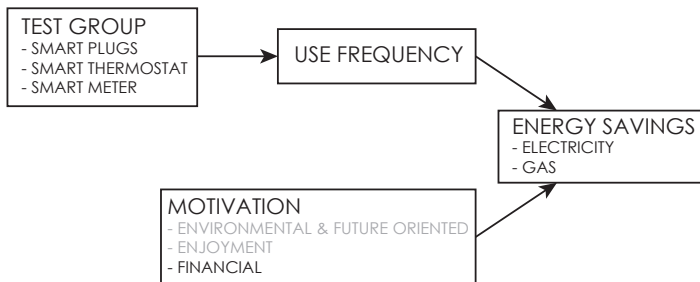 TEST GROUP
- SMART PLUGS
- SMART THERMOSTAT
- SMART METER
USE FREQUENCY
ENERGY SAVINGS
- ELECTRICITY
- GAS
MOTIVATION
- ENVIRONMENTAL & FUTURE ORIENTED
- ENJOYMENT
- FINANCIAL